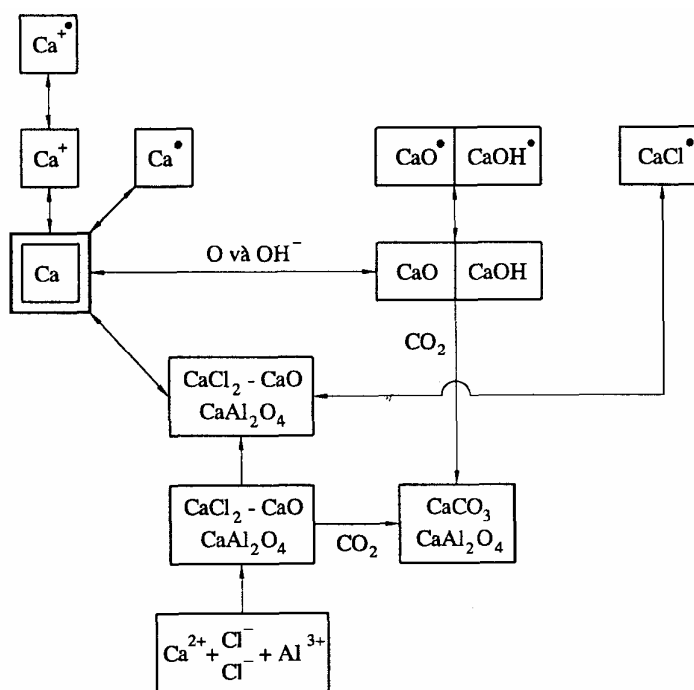 Ca⁺•
Ca⁺
Ca•
CaO•
CaOH•
CaCl•
Ca
O và OH⁻
CaO
CaOH
CO₂
CaCl₂ - CaO
CaAl₂O₄
CaCl₂ - CaO
CaAl₂O₄
CO₂
CaCO₃
CaAl₂O₄
Ca²⁺ + Cl⁻ Cl⁻ + Al³⁺